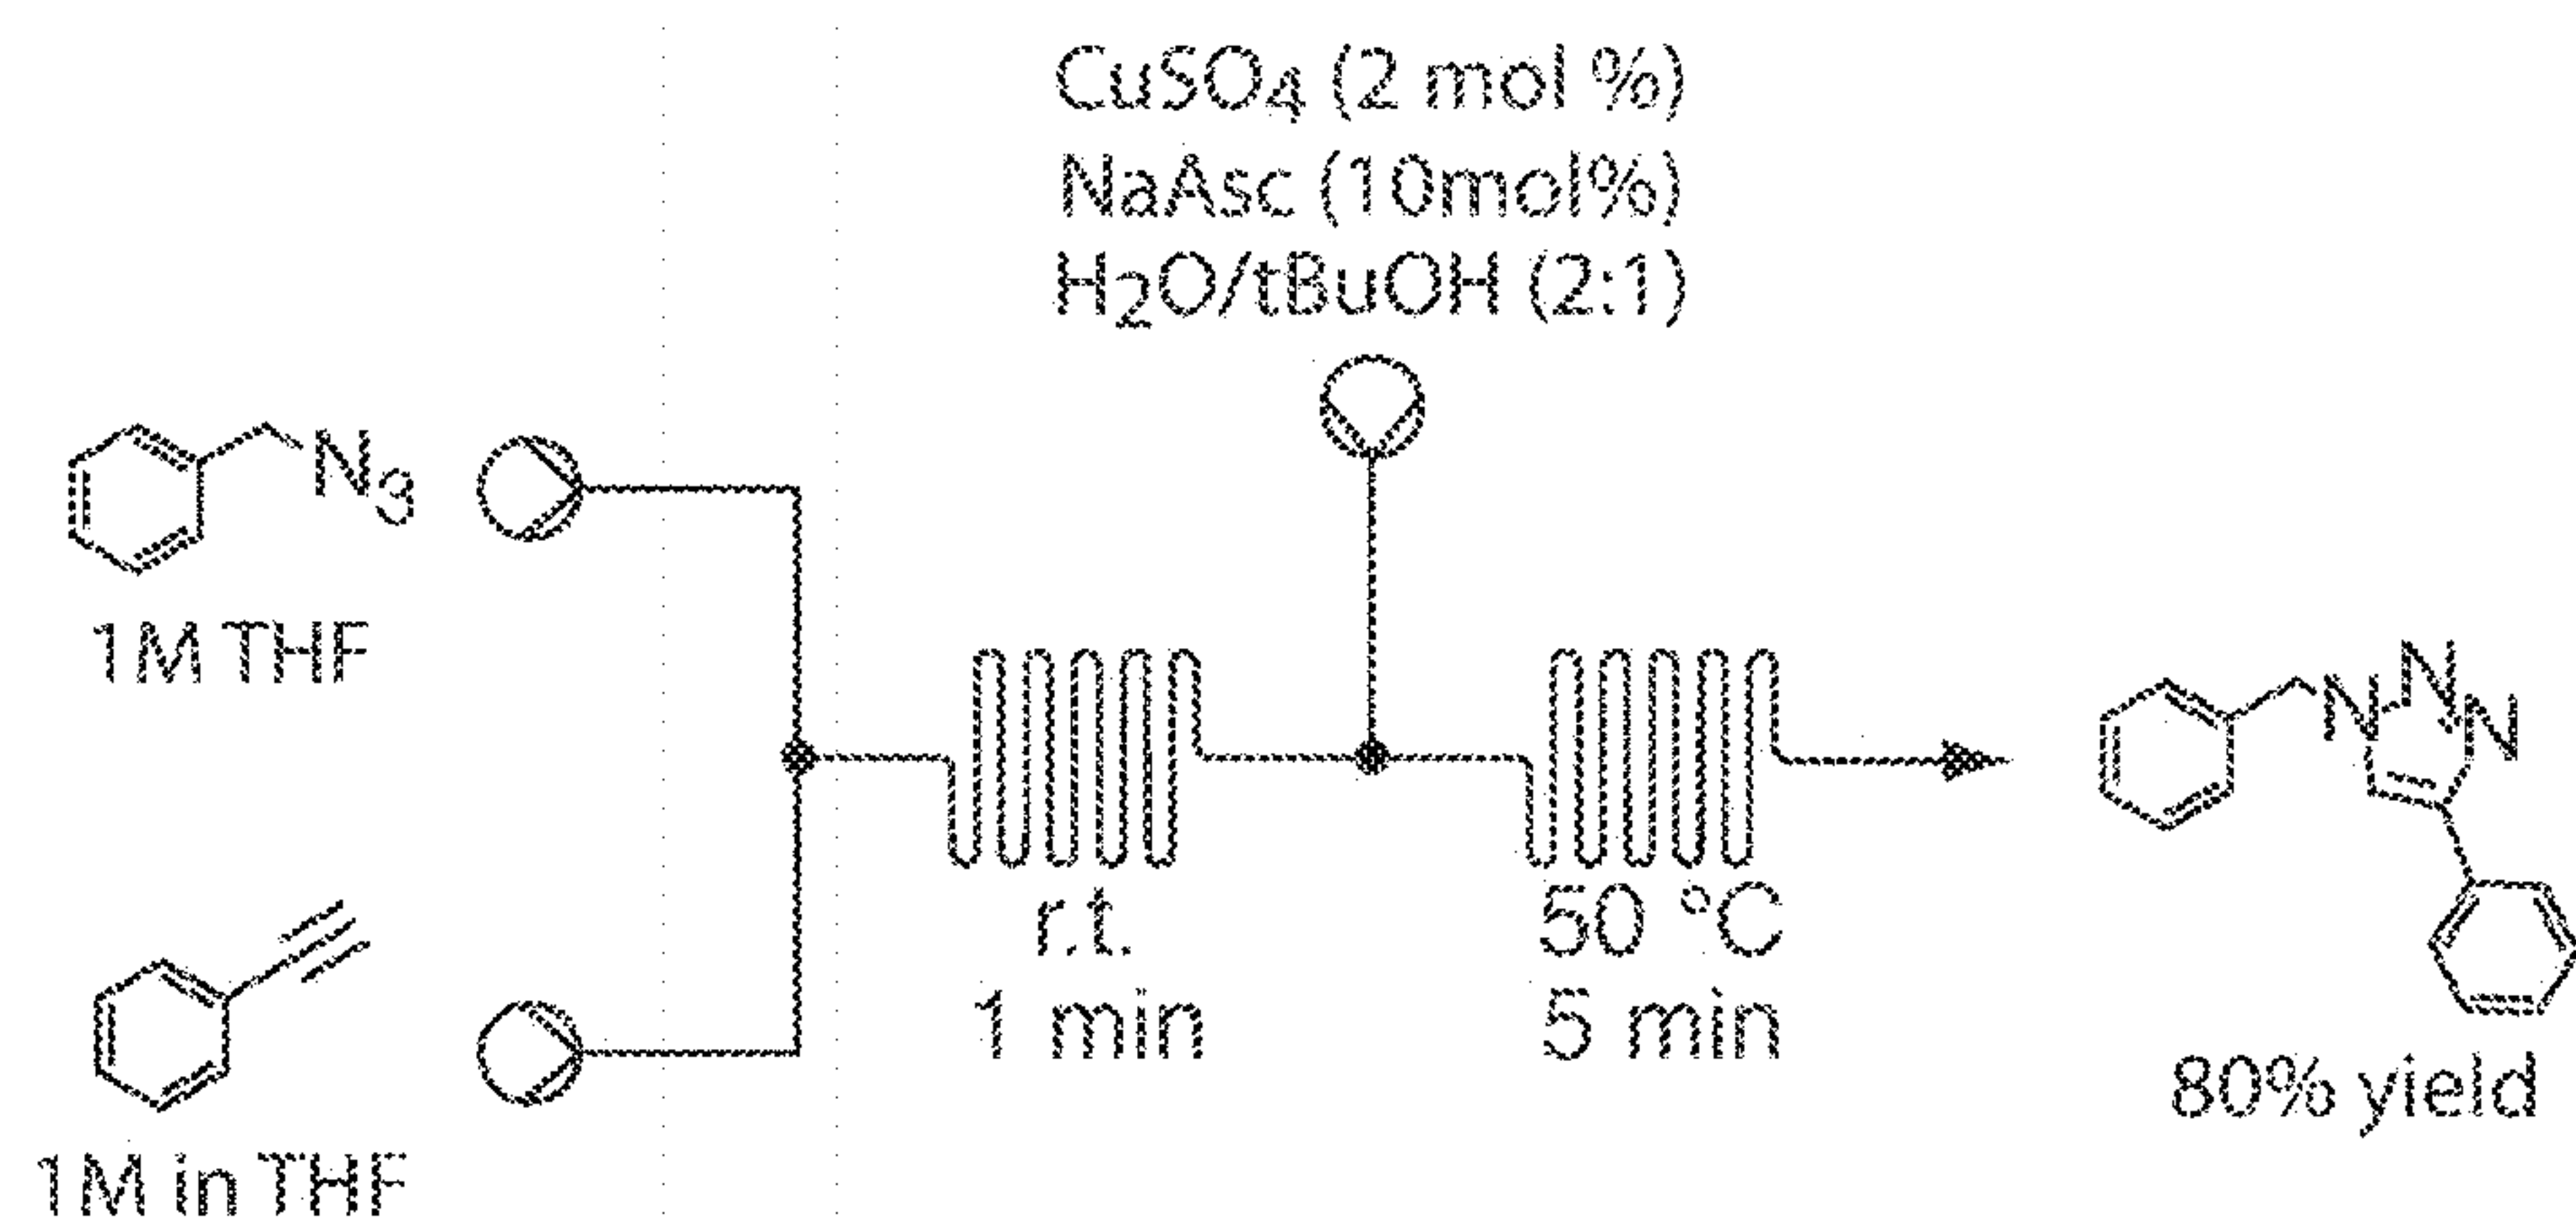 CuSO4 (2 mol %)
NaAsc (10mol%)
H2O/tBuOH (2:1)
N3
1M THF
1M in THF
r.t.
1 min
50 °C
5 min
N
N
N
80% yield